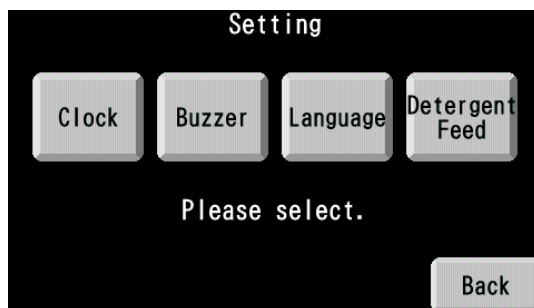 Setting
Clock Buzzer Language Detergent
Feed
Please select.
Back